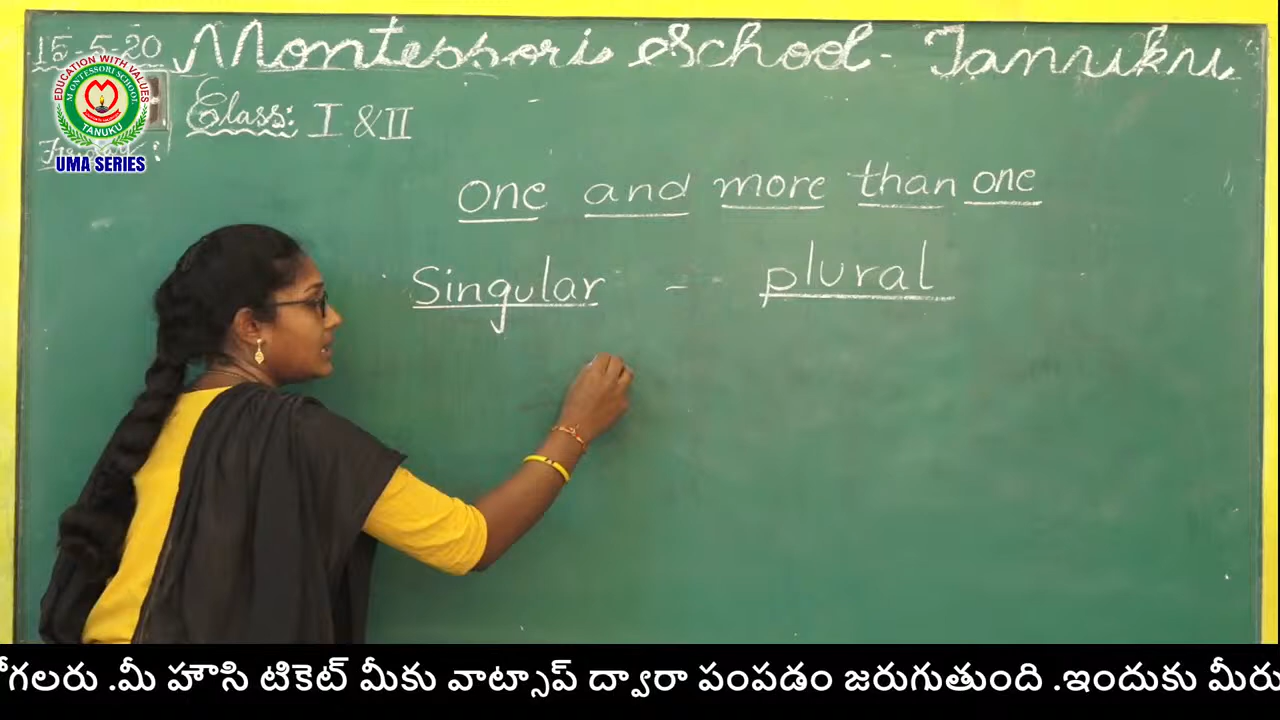 15-5-20 Montessori School - Tanuku
EDUCATION WITH VALUES
MONTESSORI SCHOOL
TANUKU
UMA SERIES
Class: I & II
one and more than one
Singular - plural
ోగలరు .మీ హౌసి టికెట్ మీకు వాట్సాప్ ద్వారా పంపడం జరుగుతుంది .ఇందుకు మీరు